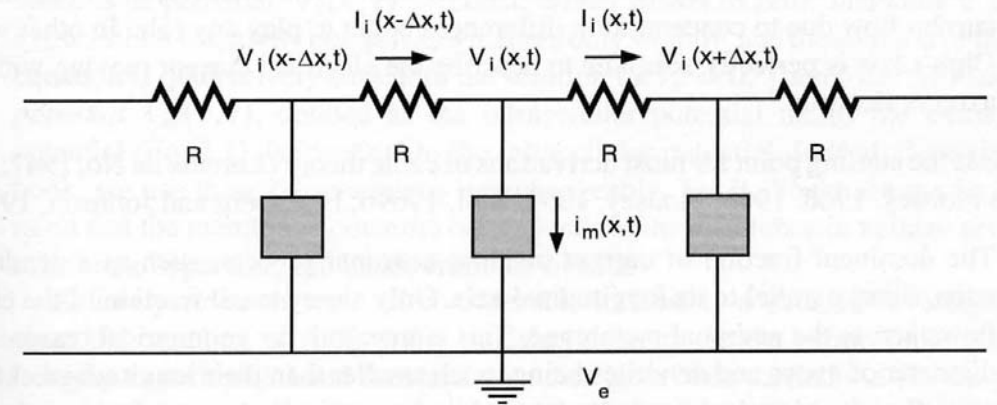 I_i(x-Δx,t) I_i(x,t)
V_i(x-Δx,t) V_i(x,t) V_i(x+Δx,t)
R R R R
i_m(x,t)
V_e